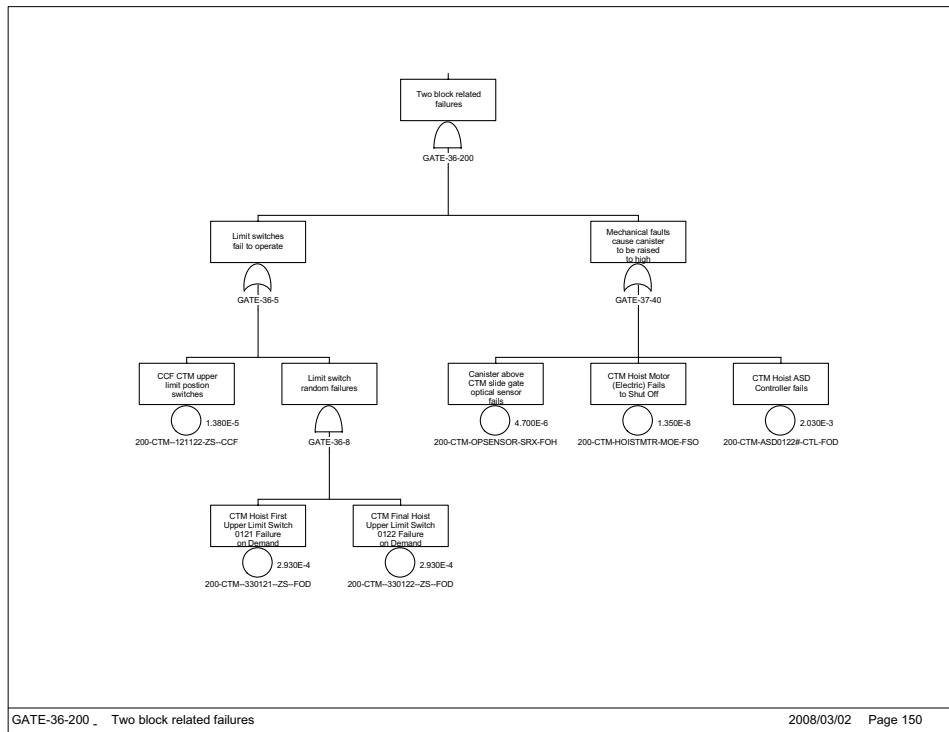 Two block related
failures
GATE-36-200
Limit switches
fail to operate
GATE-36-5
Mechanical faults
cause canister
to be raised
to high
GATE-37-40
CCF CTM upper
limit postion
switches
1.380E-5
200-CTM--121122-ZS--CCF
Limit switch
random failures
GATE-36-8
Canister above
CTM slide gate
optical sensor
fails
4.700E-6
200-CTM-OPSENSOR-SRX-FOH
CTM Hoist Motor
(Electric) Fails
to Shut Off
1.350E-8
200-CTM-HOISTMTR-MOE-FSO
CTM Hoist ASD
Controller fails
2.030E-3
200-CTM-ASD0122#-CTL-FOD
CTM Hoist First
Upper Limit Switch
0121 Failure
on Demand
2.930E-4
200-CTM--330121--ZS--FOD
CTM Final Hoist
Upper Limit Switch
0122 Failure
on Demand
2.930E-4
200-CTM--330122--ZS--FOD
GATE-36-200 - Two block related failures
2008/03/02 Page 150